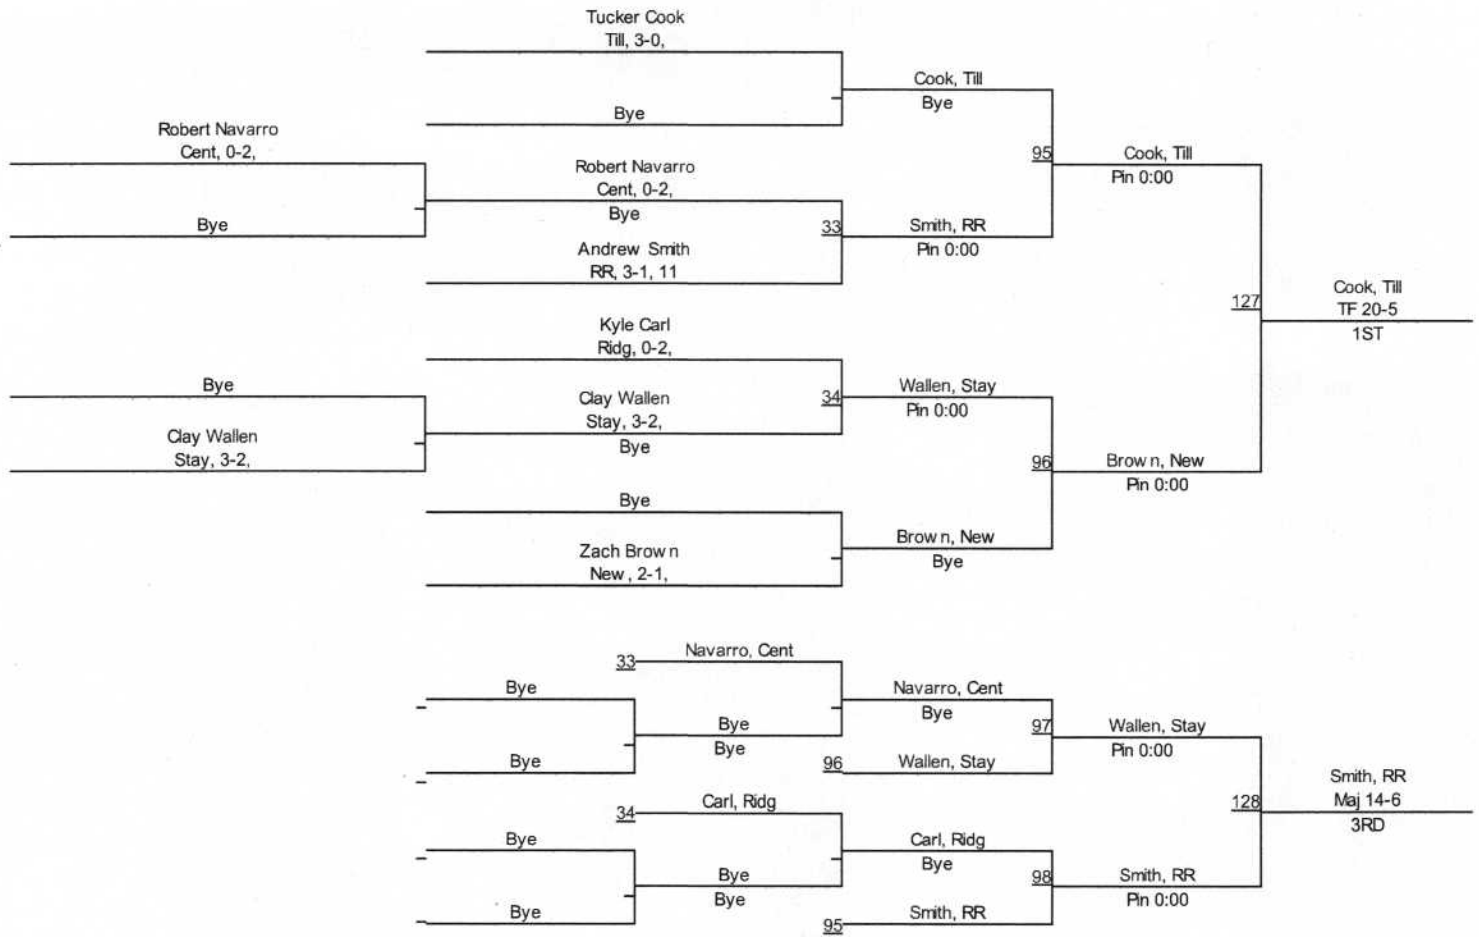 Tucker Cook
Till, 3-0,
Cook, Till
Bye
Bye
Robert Navarro
Cent, 0-2,
95
Cook, Till
Pin 0:00
Robert Navarro
Cent, 0-2,
Bye
Bye
33
Smith, RR
Pin 0:00
Andrew Smith
RR, 3-1, 11
127
Cook, Till
TF 20-5
1ST
Kyle Carl
Ridg, 0-2,
Bye
Wallen, Stay
Pin 0:00
34
Clay Wallen
Stay, 3-2,
Bye
Clay Wallen
Stay, 3-2,
96
Brown, New
Pin 0:00
Bye
Brown, New
Bye
Zach Brown
New, 2-1,
33
Navarro, Cent
Bye
Navarro, Cent
Bye
Bye
Bye
97
Wallen, Stay
Pin 0:00
Bye
96
Wallen, Stay
34
Carl, Ridg
128
Smith, RR
Maj 14-6
3RD
Bye
Carl, Ridg
Bye
Bye
Bye
98
Smith, RR
Pin 0:00
Bye
95
Smith, RR